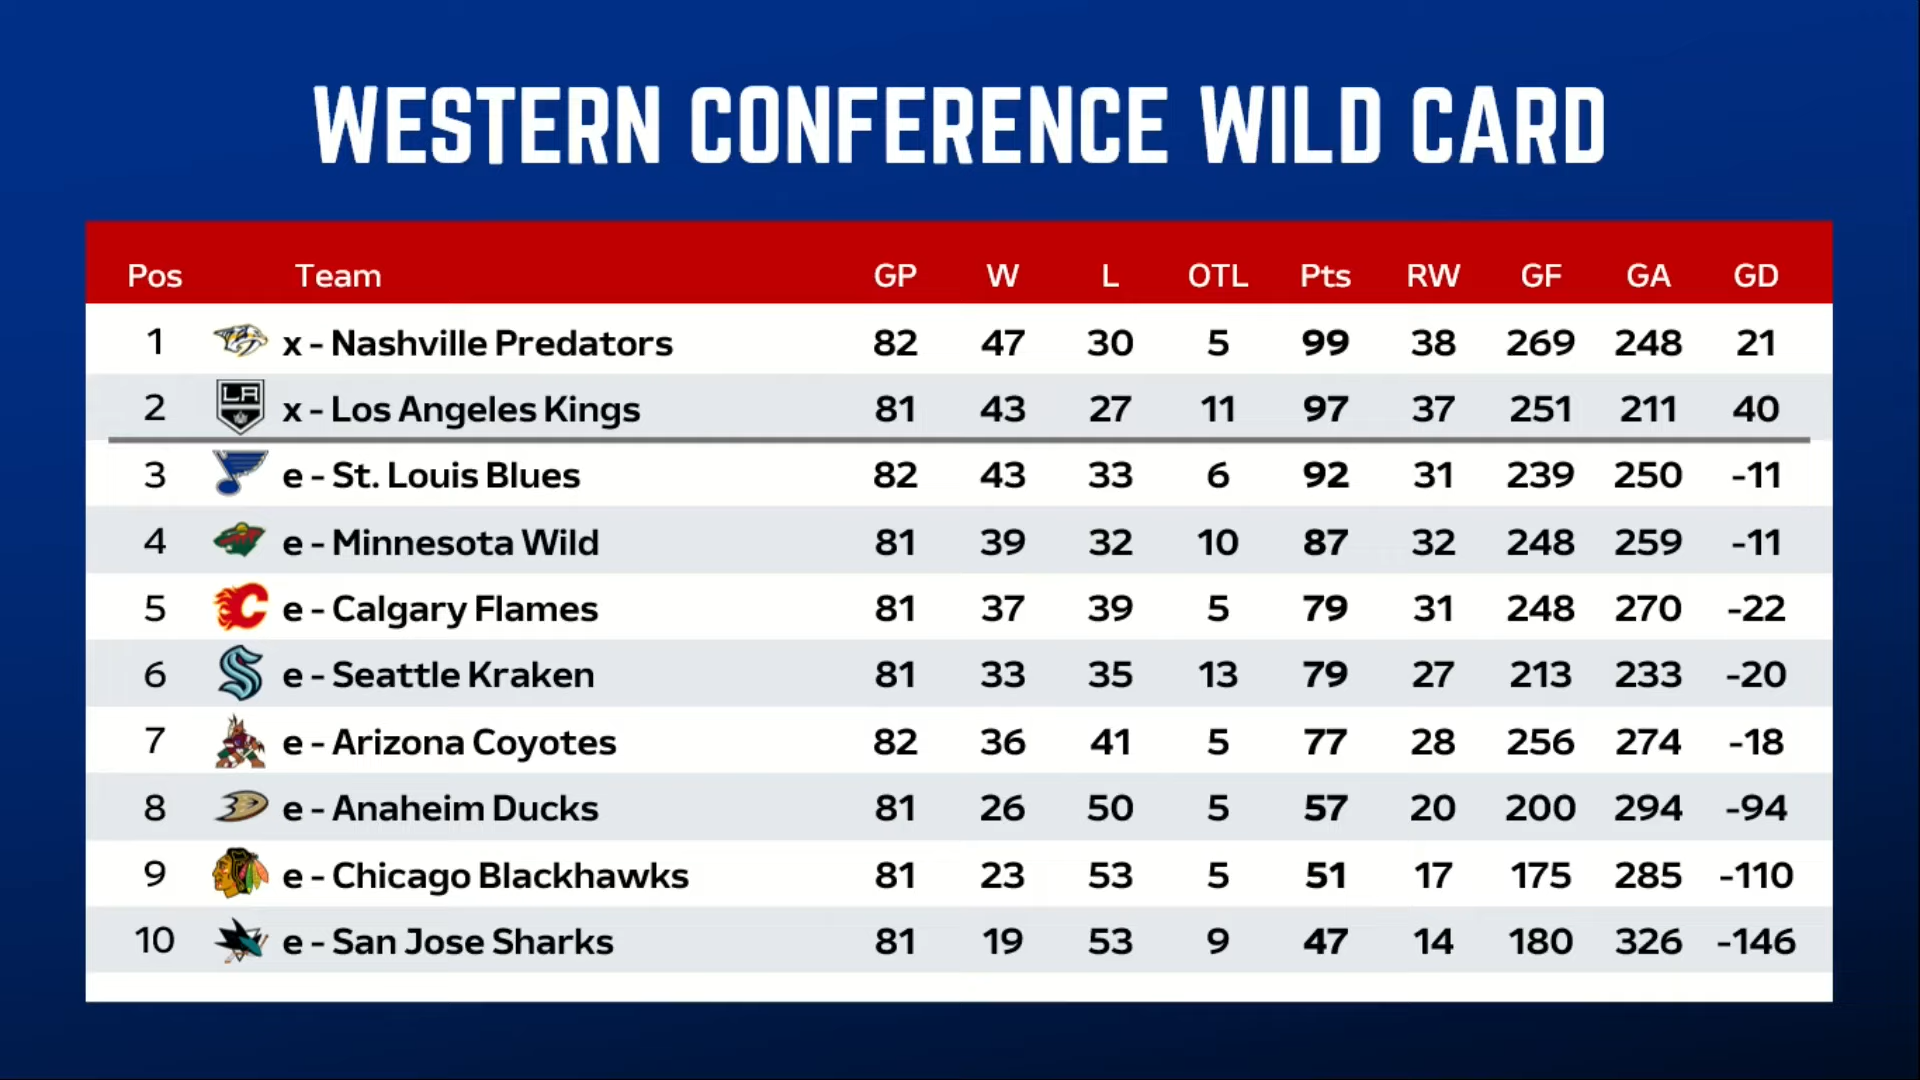 WESTERN CONFERENCE WILD CARD
Pos Team GP W L OTL Pts RW GF GA GD
1 x - Nashville Predators 82 47 30 5 99 38 269 248 21
2 LA x - Los Angeles Kings 81 43 27 11 97 37 251 211 40
3 e - St. Louis Blues 82 43 33 6 92 31 239 250 -11
4 e - Minnesota Wild 81 39 32 10 87 32 248 259 -11
5 C e - Calgary Flames 81 37 39 5 79 31 248 270 -22
6 e - Seattle Kraken 81 33 35 13 79 27 213 233 -20
7 e - Arizona Coyotes 82 36 41 5 77 28 256 274 -18
8 e - Anaheim Ducks 81 26 50 5 57 20 200 294 -94
9 e - Chicago Blackhawks 81 23 53 5 51 17 175 285 -110
10 e - San Jose Sharks 81 19 53 9 47 14 180 326 -146